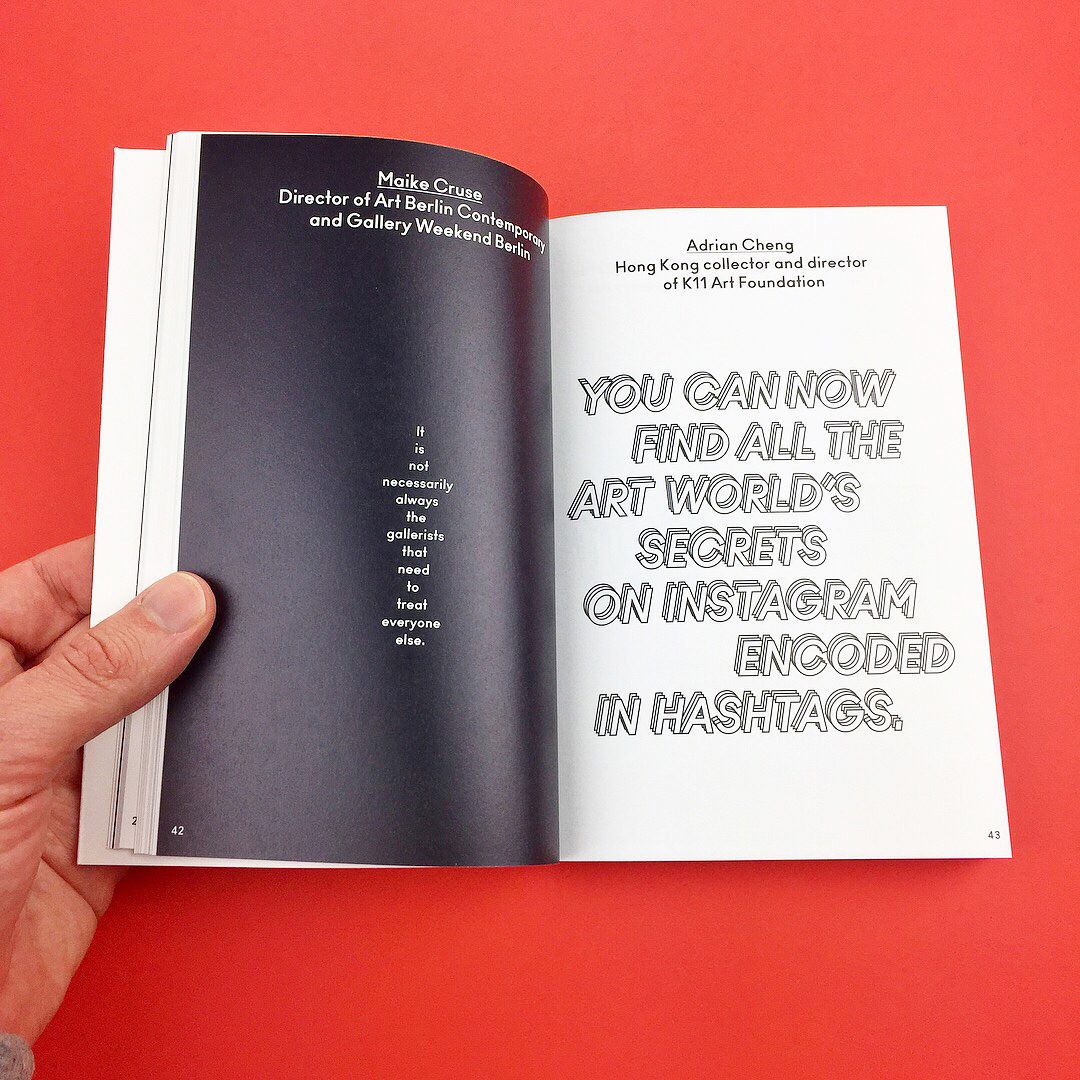 Maike Cruse
Director of Art Berlin Contemporary
and Gallery Weekend Berlin
It
is
not
necessarily
always
the
gallerists
that
need
to
treat
everyone
else.
2
42
Adrian Cheng
Hong Kong collector and director
of K11 Art Foundation
YOU CAN NOW
FIND ALL THE
ART WORLD'S
SECRETS
ON INSTAGRAM
ENCODED
IN HASHTAGS.
43